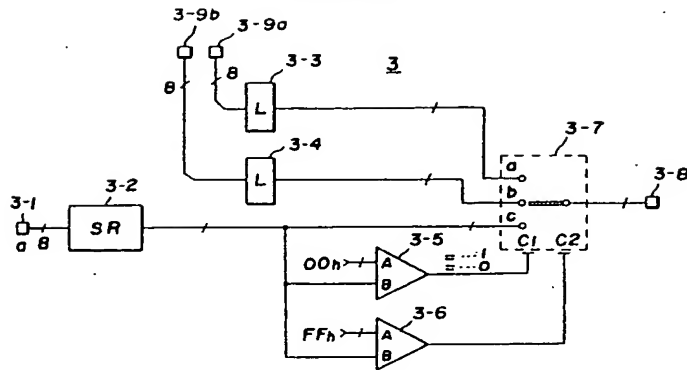 3-9b
3-9a
3-3
3
8
8
L
3-7
3-4
a
3-2
L
b
3-8
3-1
SR
c
a
8
3-5
C1
C2
00h
A
B
= ...1
= ...0
3-6
FFh
A
B